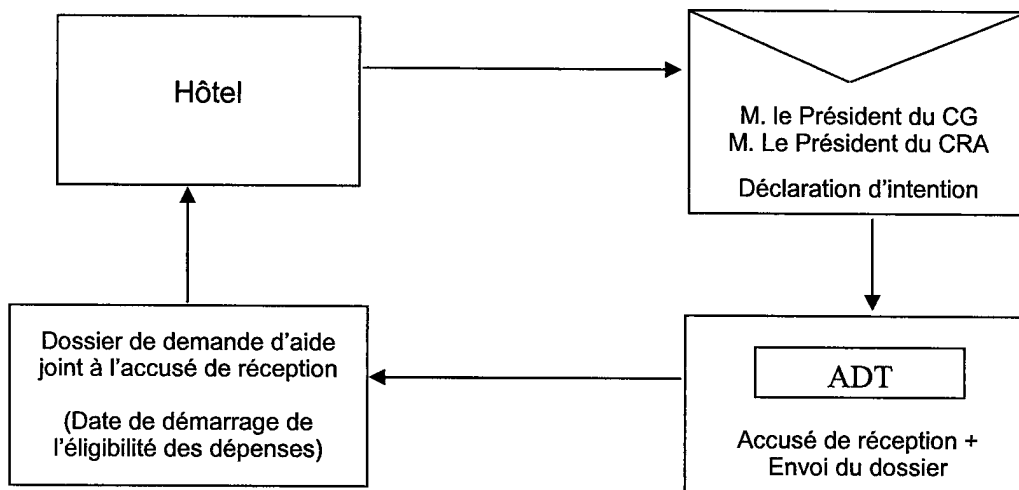 Hôtel
M. le Président du CG
M. Le Président du CRA
Déclaration d'intention
Dossier de demande d'aide
joint à l'accusé de réception
(Date de démarrage de
l'éligibilité des dépenses)
ADT
Accusé de réception +
Envoi du dossier